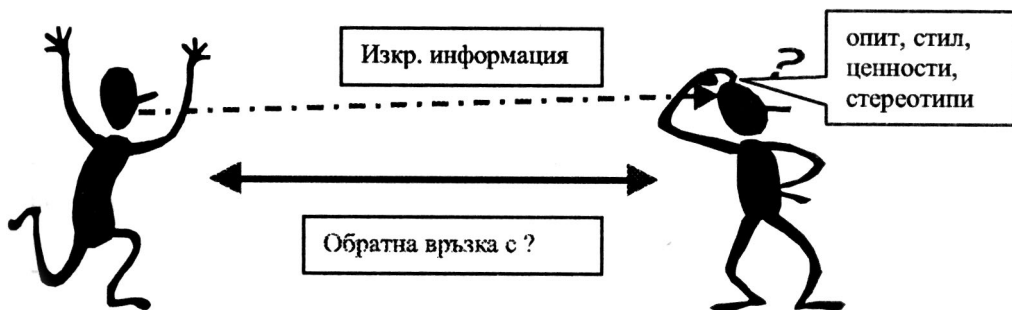 Изкр. информация
опит, стил,
?
ценности,
стереотипи
Обратна връзка с ?